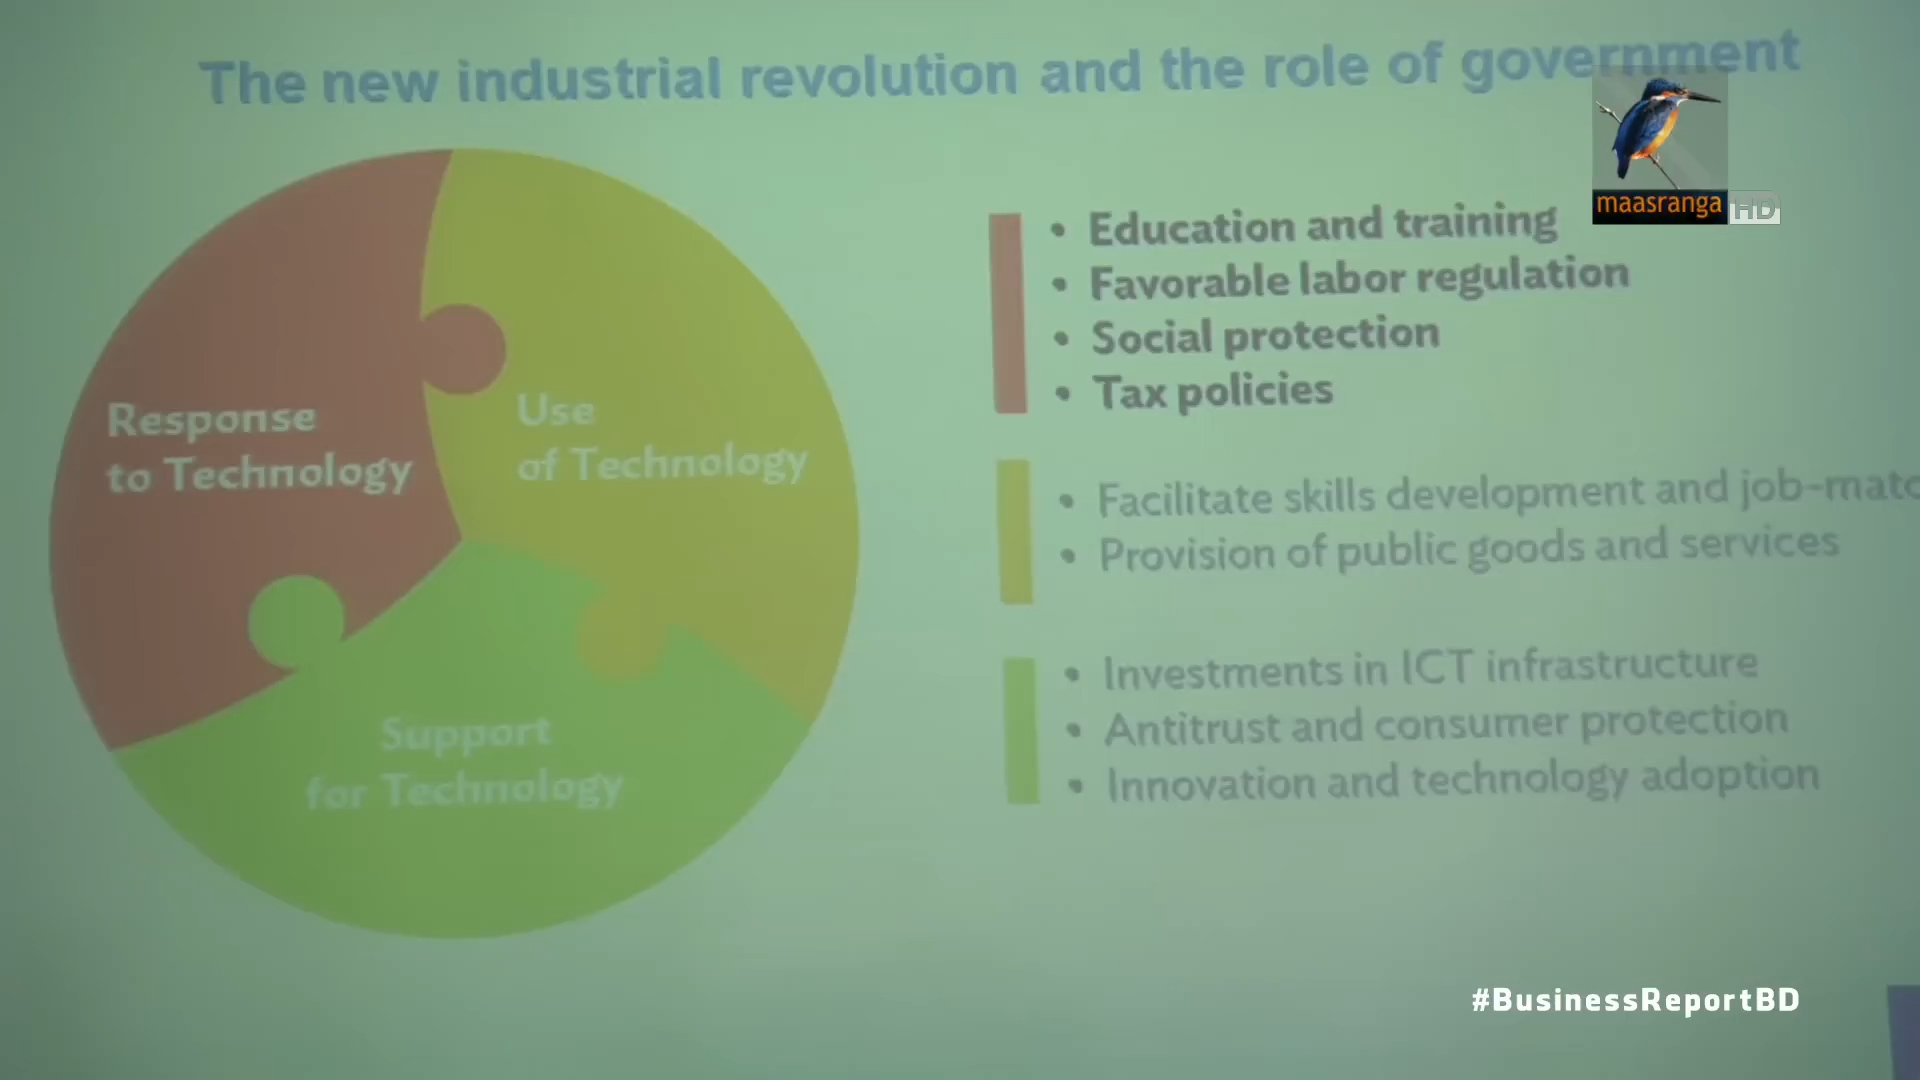 The new industrial revolution and the role of government
maasranga
HD
Response
to Technology
Use
of Technology
Support
for Technology
• Education and training
• Favorable labor regulation
• Social protection
• Tax policies
• Facilitate skills development and
• Provision of public goods and services
• Investments in ICT infrastructure
• Antitrust and consumer protection
• Innovation and technology adoption
#BusinessReportBD